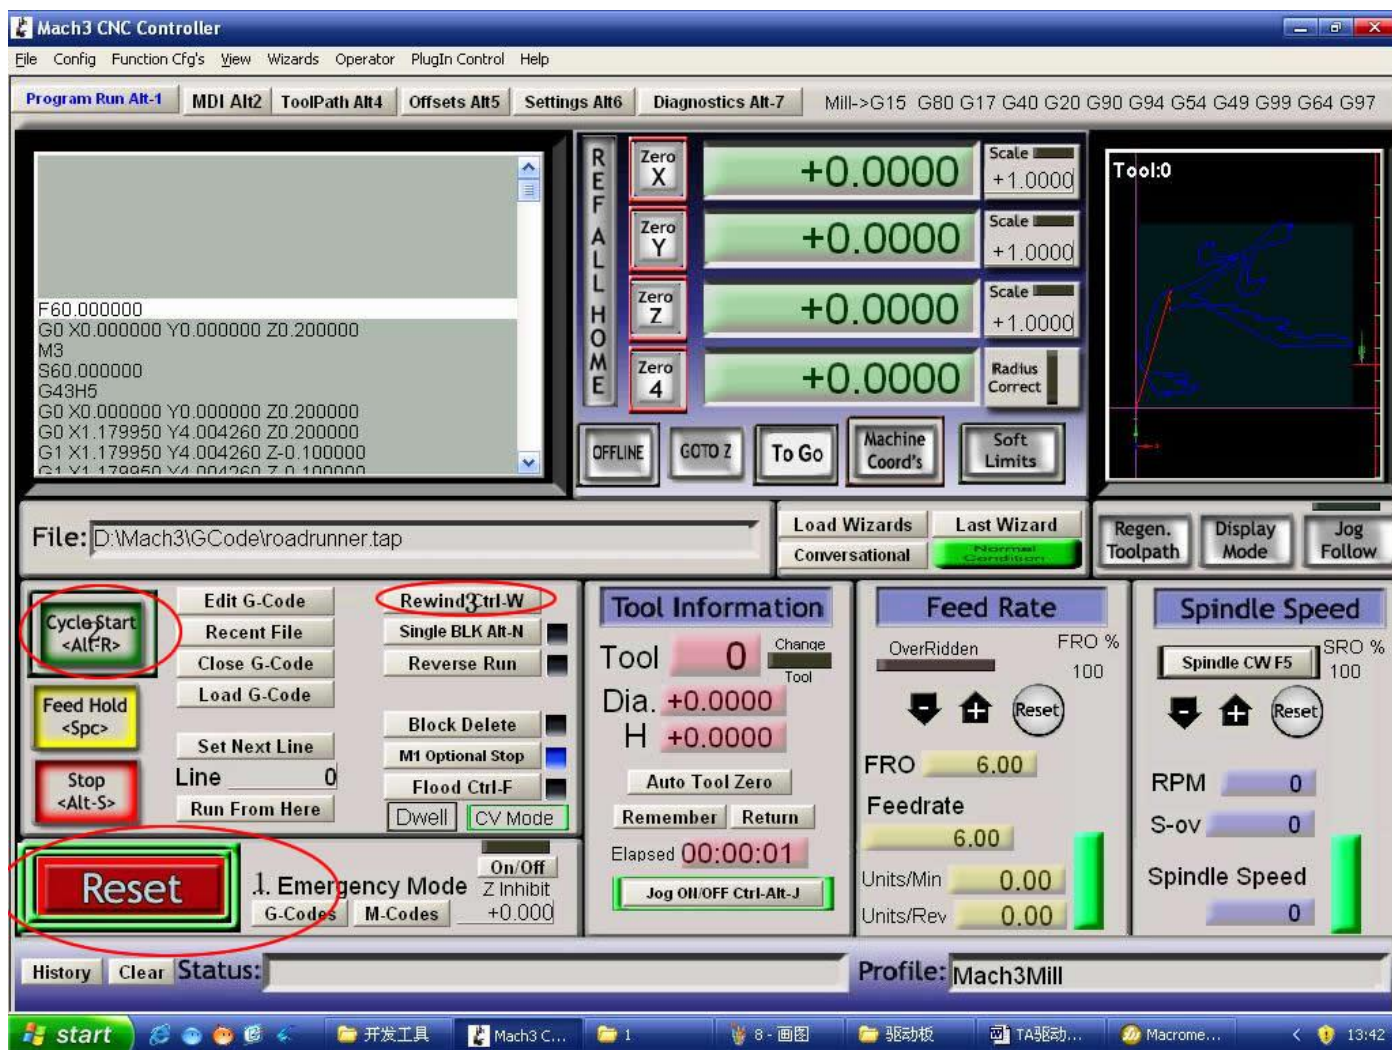 Mach3 CNC Controller
File Config Function Cfg's View Wizards Operator PlugIn Control Help
Program Run Alt-1 MDI Alt2 ToolPath Alt4 Offsets Alt5 Settings Alt6 Diagnostics Alt-7 Mill->G15 G80 G17 G40 G20 G90 G94 G54 G49 G99 G64 G97
F60.000000
G0 X0.000000 Y0.000000 Z0.200000
M3
S60.000000
G43H5
G0 X0.000000 Y0.000000 Z0.200000
G0 X1.179950 Y4.004260 Z0.200000
G1 X1.179950 Y4.004260 Z-0.100000
G1 X1.179950 Y4.004260 Z-0.100000
REF ALL HOME
Zero X +0.0000 Scale +1.0000
Zero Y +0.0000 Scale +1.0000
Zero Z +0.0000 Scale +1.0000
Zero 4 +0.0000 Radius Correct
OFFLINE GOTO Z To Go Machine Coord's Soft Limits
Tool:0
File: D:\Mach3\GCode\roadrunner.tap
Load Wizards Last Wizard
Conversational Normal Condition
Regen. Toolpath Display Mode Jog Follow
Cycle Start <Alt-R> 2
Feed Hold <Spc>
Stop <Alt-S>
Edit G-Code
Recent File
Close G-Code
Load G-Code
Set Next Line
Line 0
Run From Here
Rewind Ctrl-W 3
Single BLK Alt-N
Reverse Run
Block Delete
M1 Optional Stop
Flood Ctrl-F
Dwell CV Mode
Reset 1. Emergency Mode
G-Codes M-Codes
On/Off
Z Inhibit
+0.000
Tool Information
Tool 0 Change Tool
Dia. +0.0000
H +0.0000
Auto Tool Zero
Remember Return
Elapsed 00:00:01
Jog ON/OFF Ctrl-Alt-J
Feed Rate
OverRidden FRO % 100
- + Reset
FRO 6.00
Feedrate
6.00
Units/Min 0.00
Units/Rev 0.00
Spindle Speed
Spindle CW F5 SRO % 100
- + Reset
RPM 0
S-ov 0
Spindle Speed
0
History Clear Status: Profile: Mach3Mill
start 开发工具 Mach3 C... 1 8 - 画图 驱动板 TA驱动... Macrome... 13:42